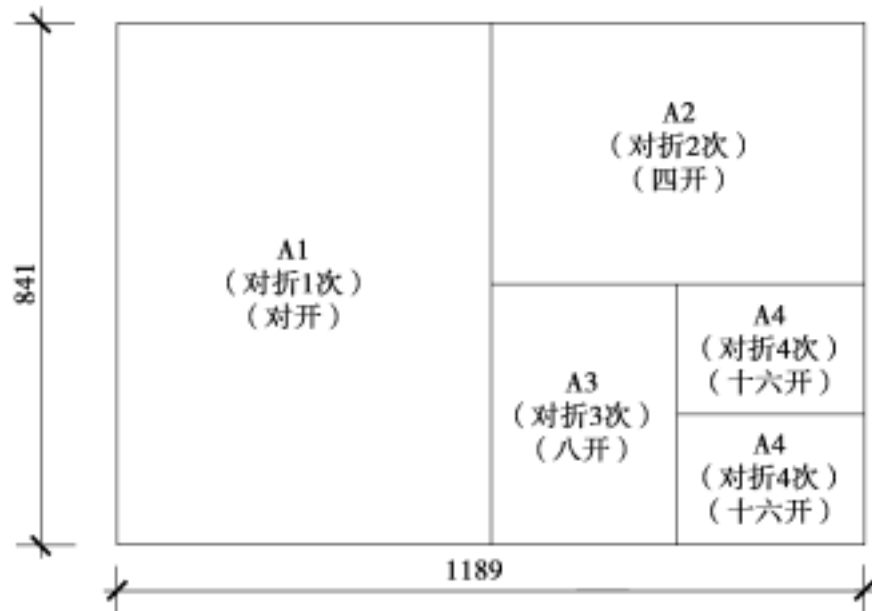 841
A1
（对折1次）
（对开）
A2
（对折2次）
（四开）
A3
（对折3次）
（八开）
A4
（对折4次）
（十六开）
A4
（对折4次）
（十六开）
1189